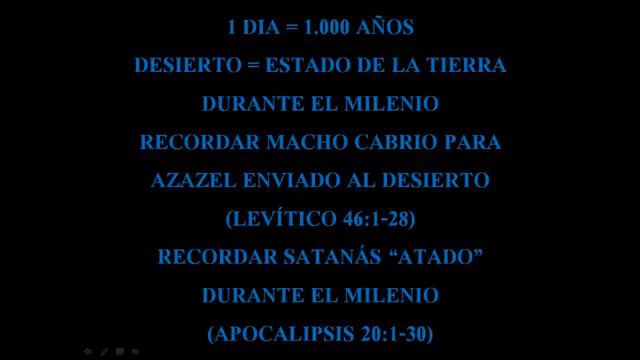 1 DIA = 1.000 AÑOS
DESIERTO = ESTADO DE LA TIERRA
DURANTE EL MILENIO
RECORDAR MACHO CABRIO PARA
AZAZEL ENVIADO AL DESIERTO
(LEVÍTICO 46:1-28)
RECORDAR SATANÁS “ATADO”
DURANTE EL MILENIO
(APOCALIPSIS 20:1-30)